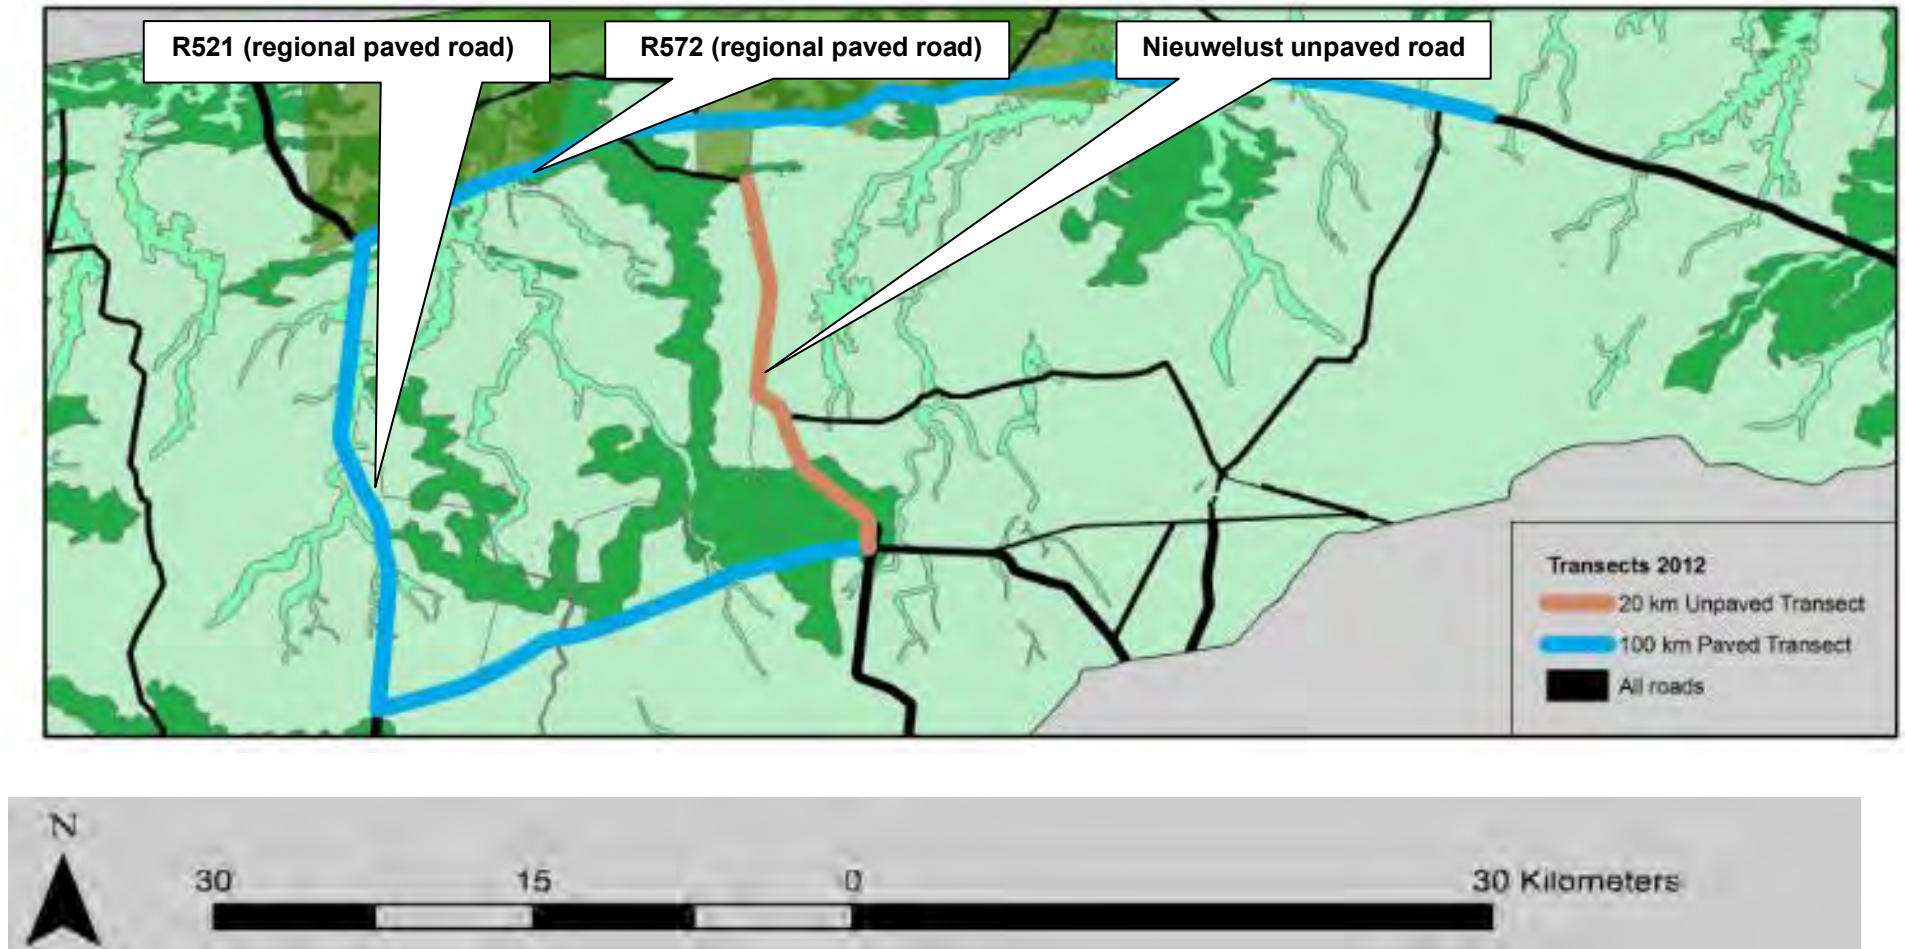 R521 (regional paved road)
R572 (regional paved road)
Nieuwelust unpaved road
Transects 2012
20 km Unpaved Transect
100 km Paved Transect
All roads
N
30 15 0 30 Kilometers